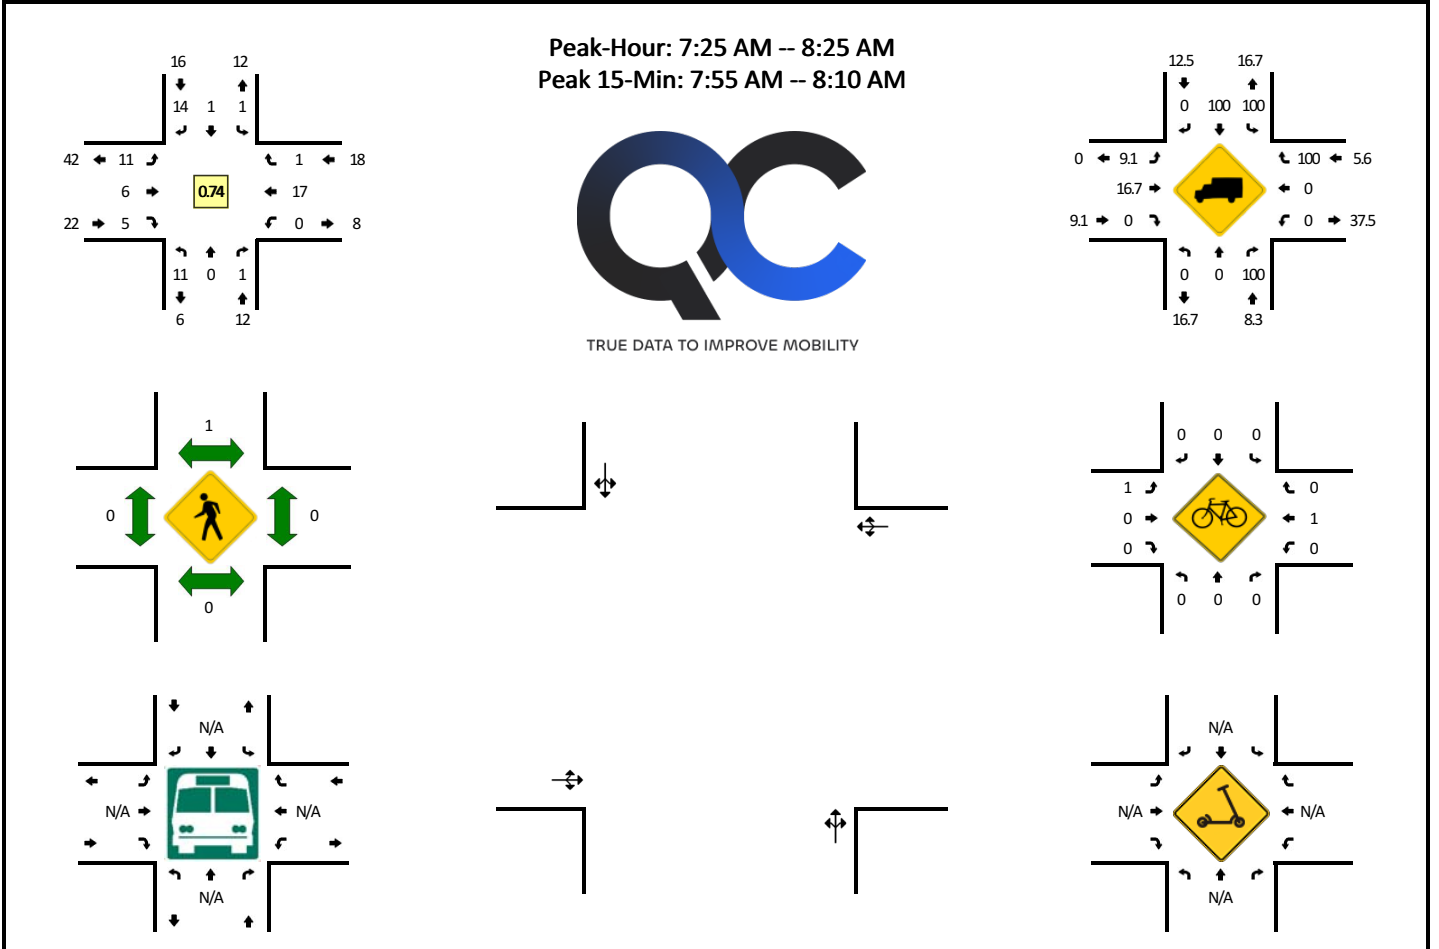 Peak-Hour: 7:25 AM -- 8:25 AM
Peak 15-Min: 7:55 AM -- 8:10 AM
16 12
14 1 1
42 11 1 18
6 0.74 17
22 5 0 8
11 0 1
6 12
QC
TRUE DATA TO IMPROVE MOBILITY
12.5 16.7
0 100 100
0 9.1 100 5.6
16.7 0
9.1 0 0 37.5
0 0 100
16.7 8.3
1
0 0
0
0 0 0
1 0
0 1
0 0
0 0 0
N/A
N/A N/A
N/A
N/A
N/A N/A
N/A